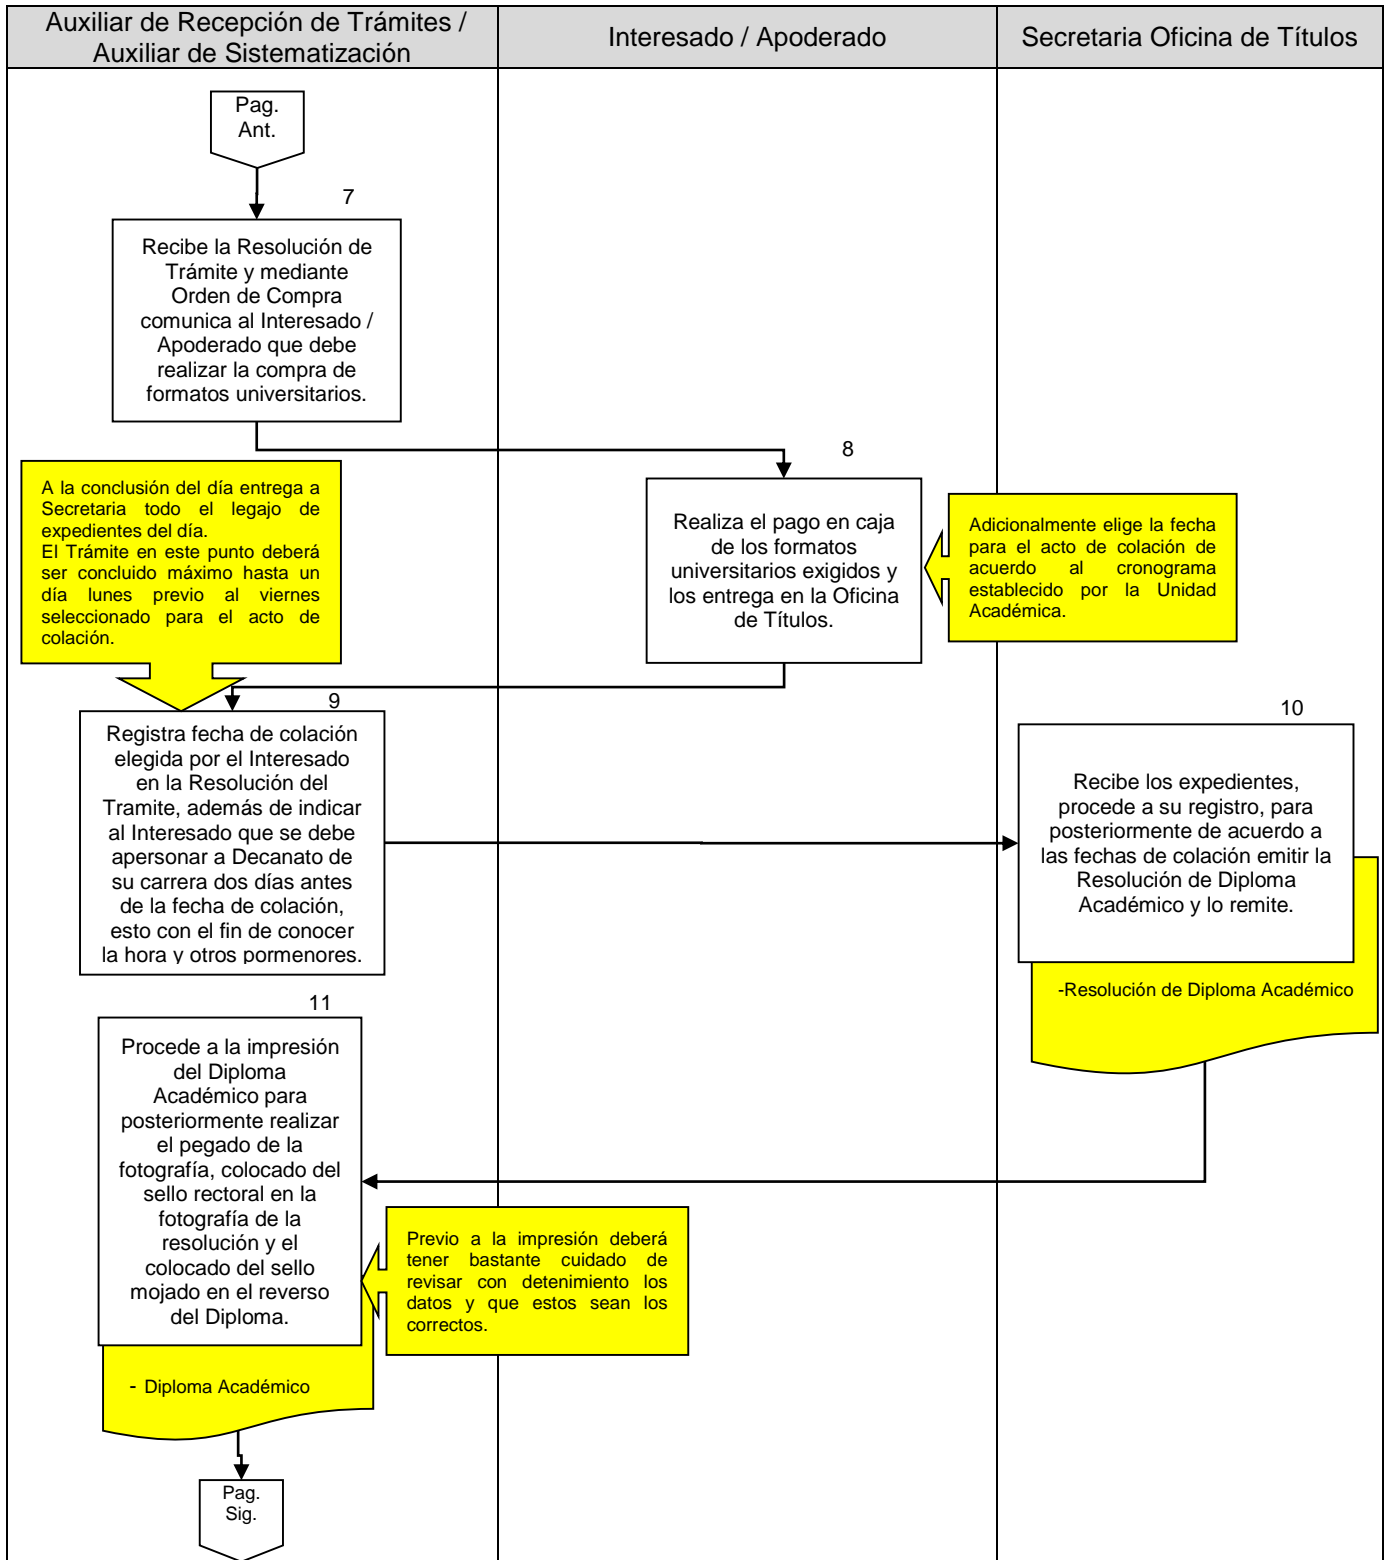 Auxiliar de Recepción de Trámites /
Auxiliar de Sistematización
Interesado / Apoderado
Secretaria Oficina de Títulos
Pag.
Ant.
7
Recibe la Resolución de
Trámite y mediante
Orden de Compra
comunica al Interesado /
Apoderado que debe
realizar la compra de
formatos universitarios.
8
Realiza el pago en caja
de los formatos
universitarios exigidos y
los entrega en la Oficina
de Títulos.
Adicionalmente elige la fecha
para el acto de colación de
acuerdo al cronograma
establecido por la Unidad
Académica.
A la conclusión del día entrega a
Secretaria todo el legajo de
expedientes del día.
El Trámite en este punto deberá
ser concluido máximo hasta un
día lunes previo al viernes
seleccionado para el acto de
colación.
9
Registra fecha de colación
elegida por el Interesado
en la Resolución del
Tramite, además de indicar
al Interesado que se debe
apersonar a Decanato de
su carrera dos días antes
de la fecha de colación,
esto con el fin de conocer
la hora y otros pormenores.
10
Recibe los expedientes,
procede a su registro, para
posteriormente de acuerdo a
las fechas de colación emitir la
Resolución de Diploma
Académico y lo remite.
-Resolución de Diploma Académico
11
Procede a la impresión
del Diploma
Académico para
posteriormente realizar
el pegado de la
fotografía, colocado del
sello rectoral en la
fotografía de la
resolución y el
colocado del sello
mojado en el reverso
del Diploma.
Previo a la impresión deberá
tener bastante cuidado de
revisar con detenimiento los
datos y que estos sean los
correctos.
- Diploma Académico
Pag.
Sig.